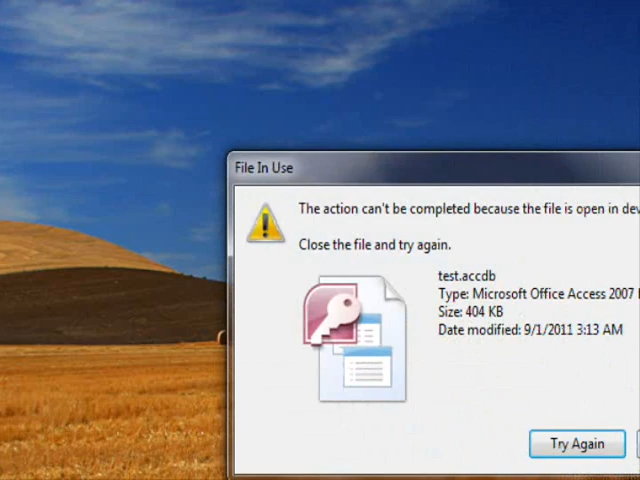 File In Use
The action can't be completed because the file is open in
Close the file and try again.
test.accdb
Type: Microsoft Office Access 2007
Size: 404 KB
Date modified: 9/1/2011 3:13 AM
Try Again